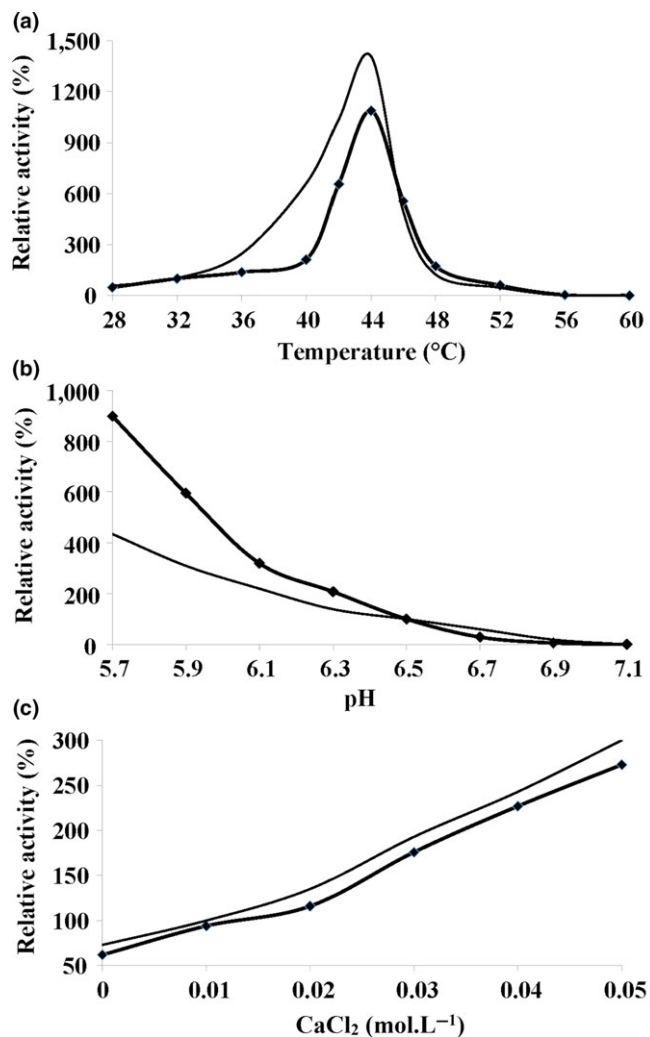 (a)
1,500
1,200
900
600
300
0
Relative activity (%)
28 32 36 40 44 48 52 56 60
Temperature (°C)
(b)
1,000
800
600
400
200
0
Relative activity (%)
5.7 5.9 6.1 6.3 6.5 6.7 6.9 7.1
pH
(c)
300
250
200
150
100
50
Relative activity (%)
0 0.01 0.02 0.03 0.04 0.05
CaCl₂ (mol.L⁻¹)